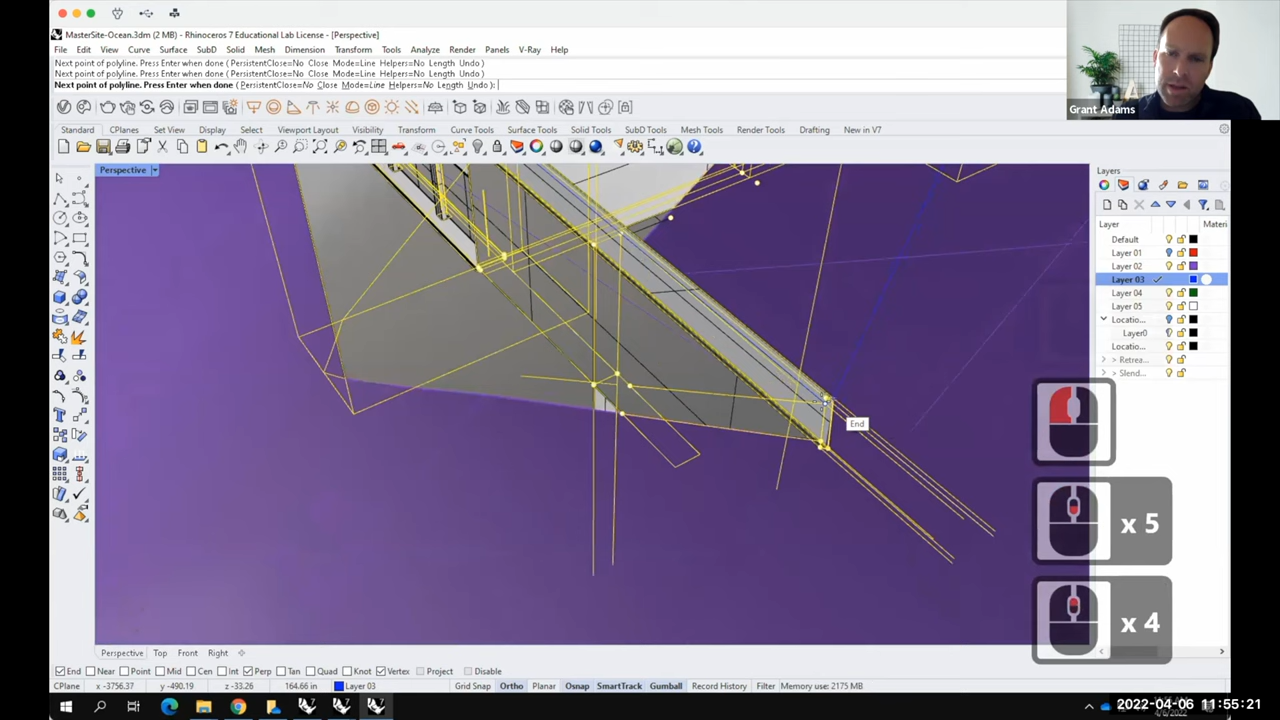 MasterSite-Ocean.3dm (2 MB) - Rhinoceros 7 Educational Lab License - [Perspective]
File Edit View Curve Surface SubD Solid Mesh Dimension Transform Tools Analyze Render Panels V-Ray Help
Next point of polyline. Press Enter when done ( PersistentClose=No Close Mode=Line Helpers=No Length Undo )
Next point of polyline. Press Enter when done ( PersistentClose=No Close Mode=Line Helpers=No Length Undo )
Next point of polyline. Press Enter when done ( PersistentClose=No Close Mode=Line Helpers=No Length Undo ):
Grant Adams
Standard CPlanes Set View Display Select Viewport Layout Visibility Transform Curve Tools Surface Tools Solid Tools SubD Tools Mesh Tools Render Tools Drafting New in V7
Perspective
Layers
Layer Materi
Default
Layer 01
Layer 02
Layer 03
Layer 04
Layer 05
Locatio...
Layer0
Locatio...
> Retrea...
> Slend...
End
x 5
x 4
Perspective Top Front Right
End Near Point Mid Cen Int Perp Tan Quad Knot Vertex Project Disable
CPlane x -3756.37 y -490.19 z -33.26 164.66 in Layer 03 Grid Snap Ortho Planar Osnap SmartTrack Gumball Record History Filter Memory use: 2175 MB
2022-04-06 11:55:21